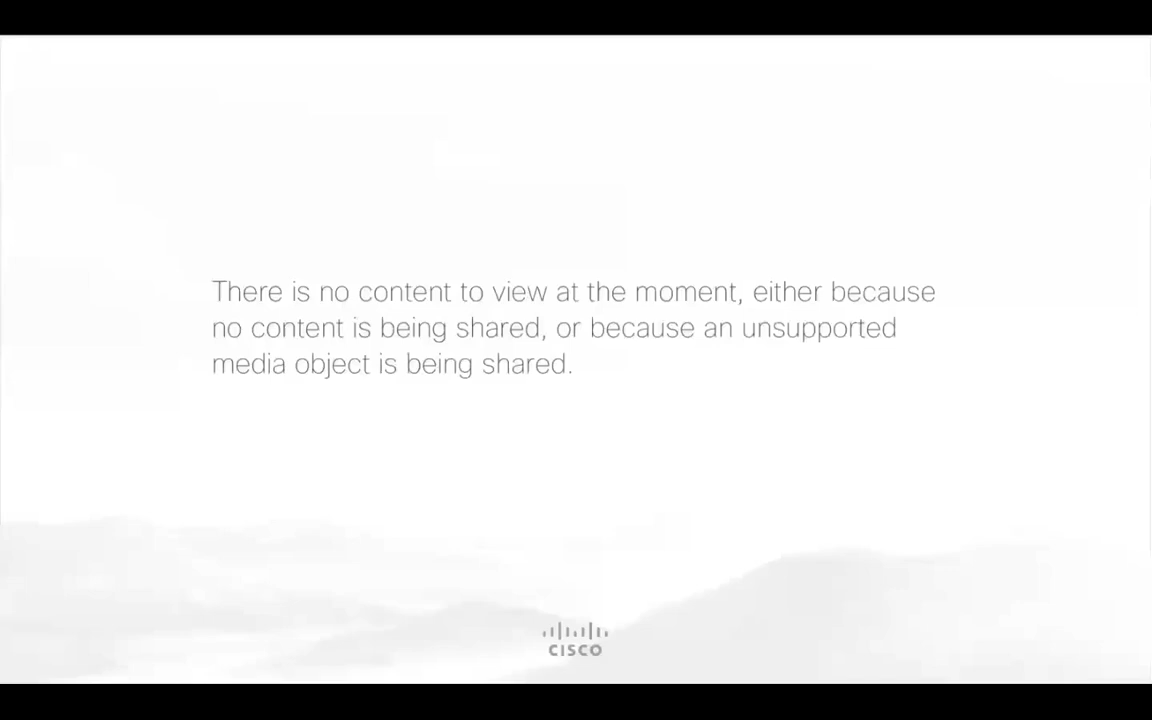 There is no content to view at the moment, either because
no content is being shared, or because an unsupported
media object is being shared.
CISCO